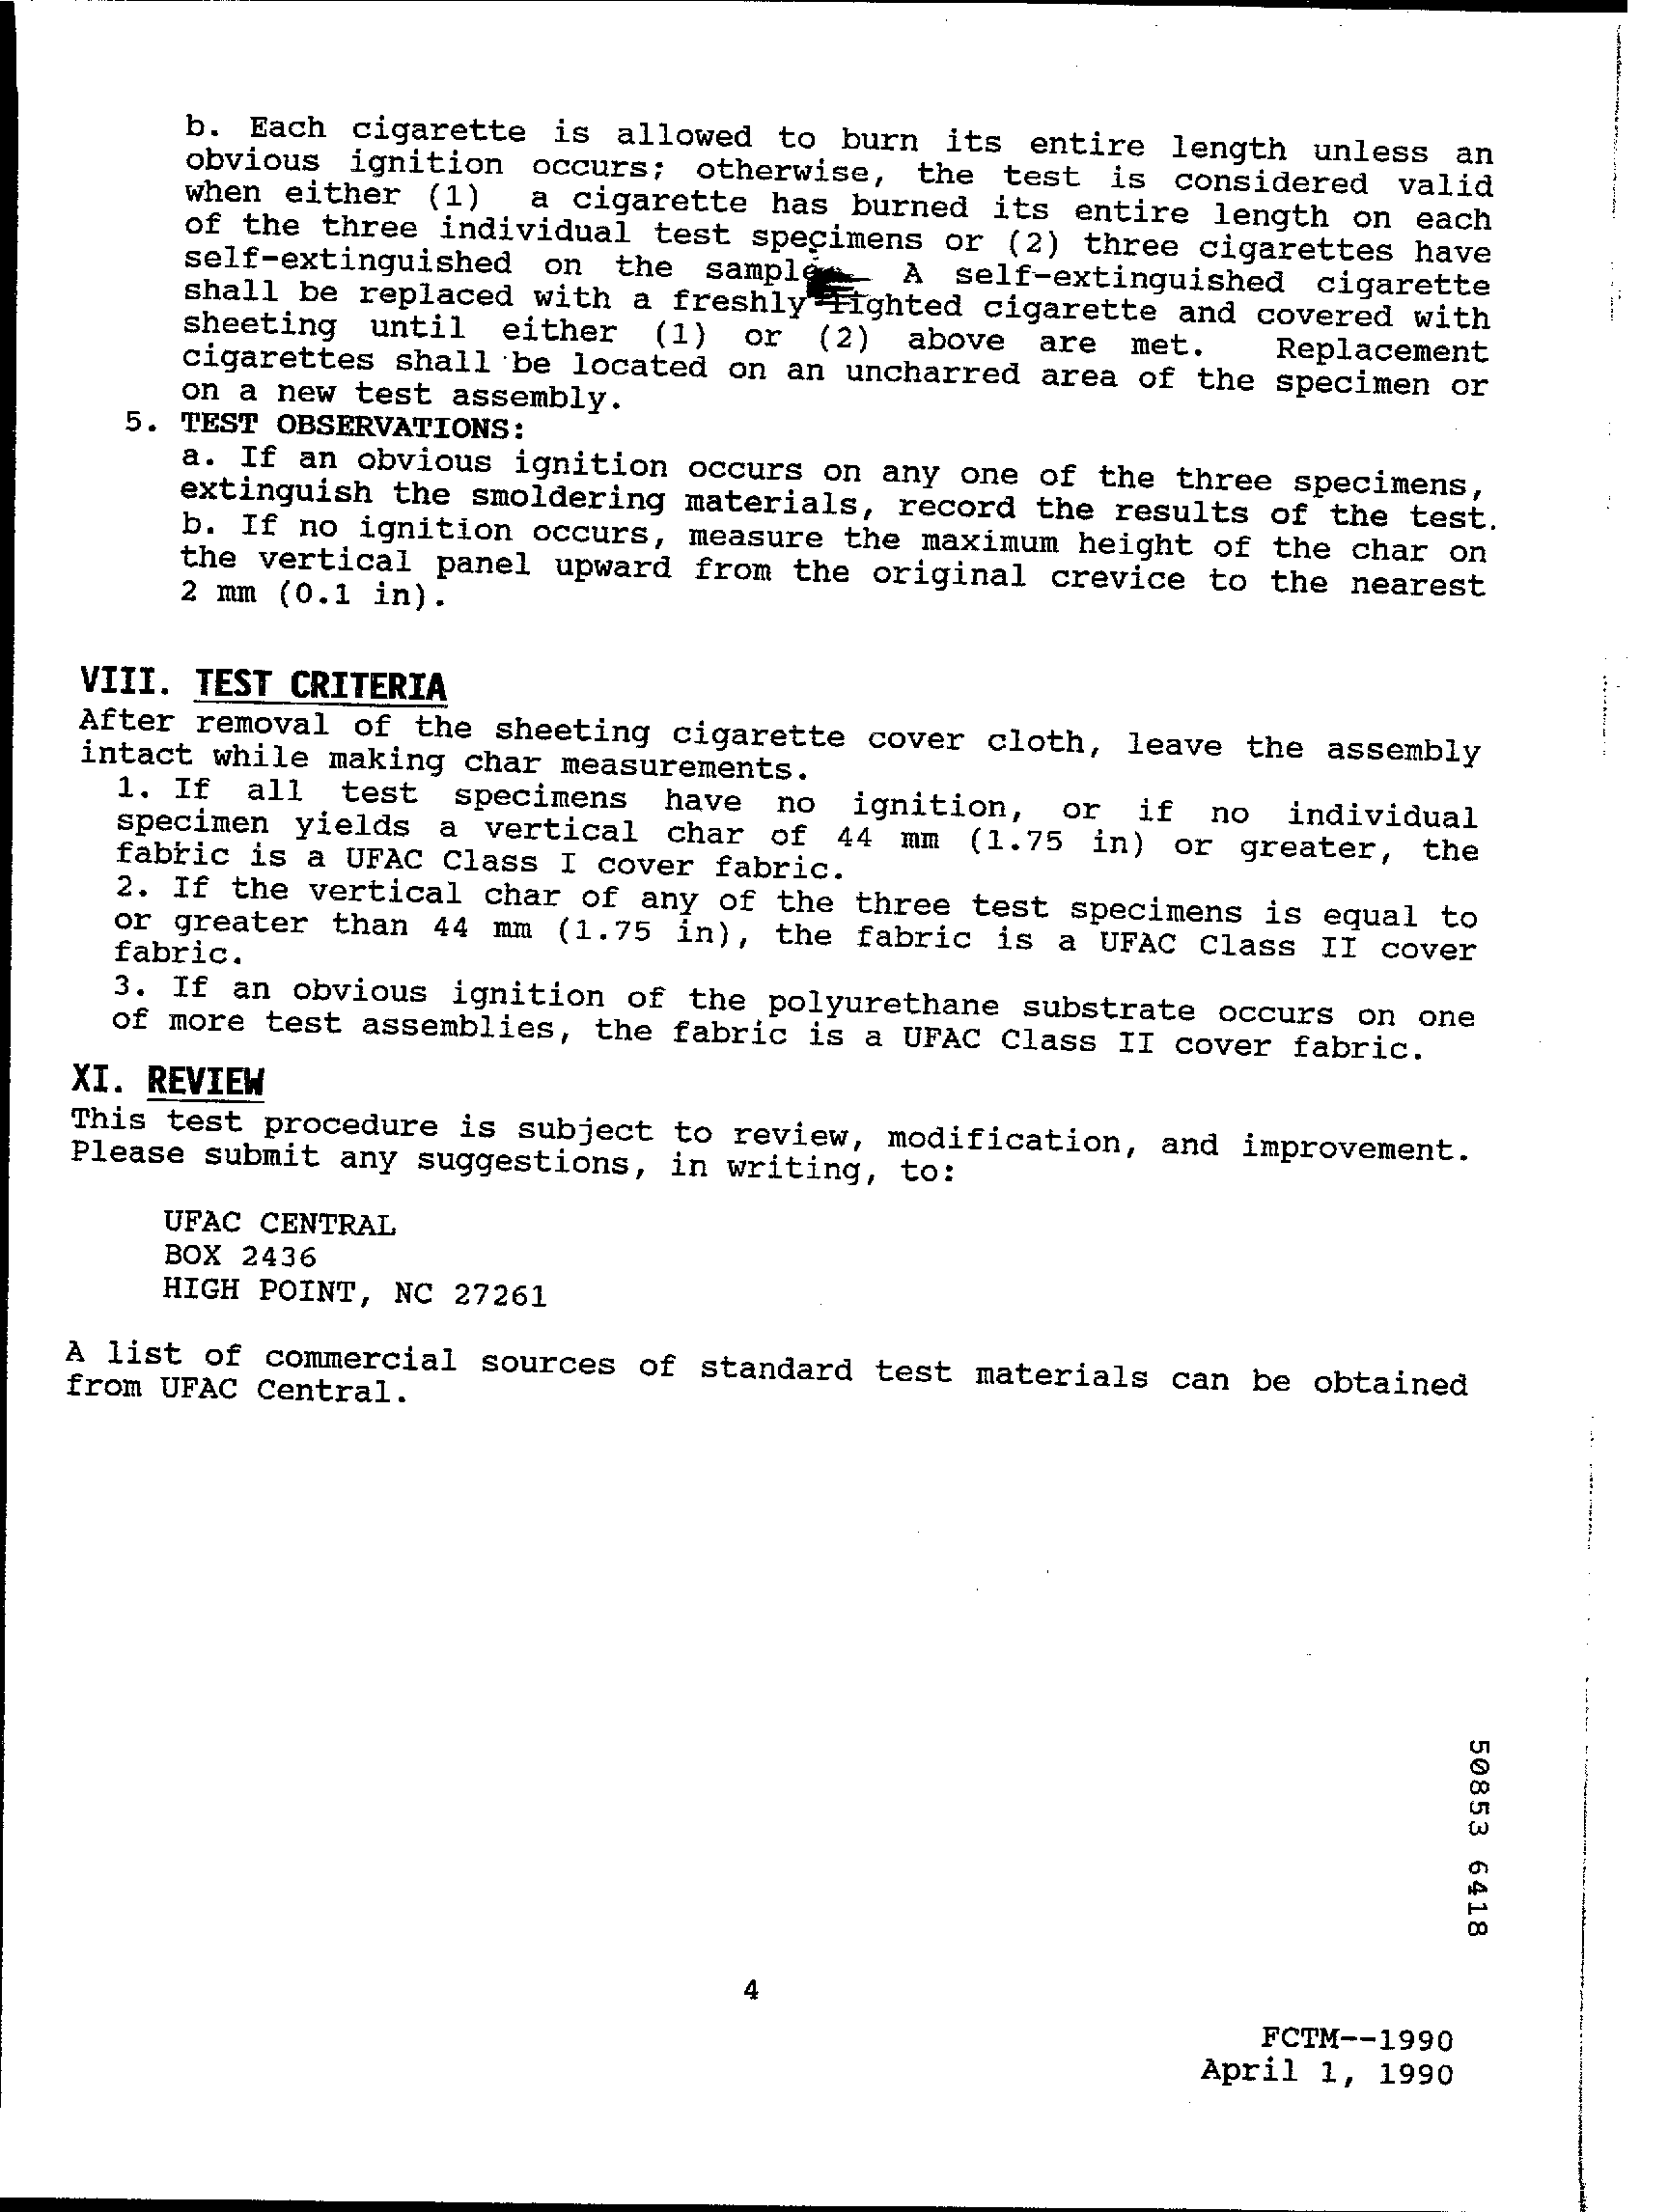 b. Each cigarette is allowed to burn its entire length unless an
obvious ignition occurs; otherwise, the test is considered valid
when either (1) a cigarette has burned its entire length on each
of the three individual test specimens or (2) three cigarettes have
self-extinguished on the sample. A self-extinguished cigarette
shall be replaced with a freshly lighted cigarette and covered with
sheeting until either (1) or (2) above are met. Replacement
cigarettes shall be located on an uncharred area of the specimen or
on a new test assembly.
5. TEST OBSERVATIONS:
a. If an obvious ignition occurs on any one of the three specimens,
extinguish the smoldering materials, record the results of the test.
b. If no ignition occurs, measure the maximum height of the char on
the vertical panel upward from the original crevice to the nearest
2 mm (0.1 in).
VIII. TEST CRITERIA
After removal of the sheeting cigarette cover cloth, leave the assembly
intact while making char measurements.
1. If all test specimens have no ignition, or if no individual
specimen yields a vertical char of 44 mm (1.75 in) or greater, the
fabric is a UFAC Class I cover fabric.
2. If the vertical char of any of the three test specimens is equal to
or greater than 44 mm (1.75 in), the fabric is a UFAC Class II cover
fabric.
3. If an obvious ignition of the polyurethane substrate occurs on one
of more test assemblies, the fabric is a UFAC Class II cover fabric.
XI. REVIEW
This test procedure is subject to review, modification, and improvement.
Please submit any suggestions, in writing, to:
UFAC CENTRAL
BOX 2436
HIGH POINT, NC 27261
A list of commercial sources of standard test materials can be obtained
from UFAC Central.
50853 6418
4
FCTM--1990
April 1, 1990